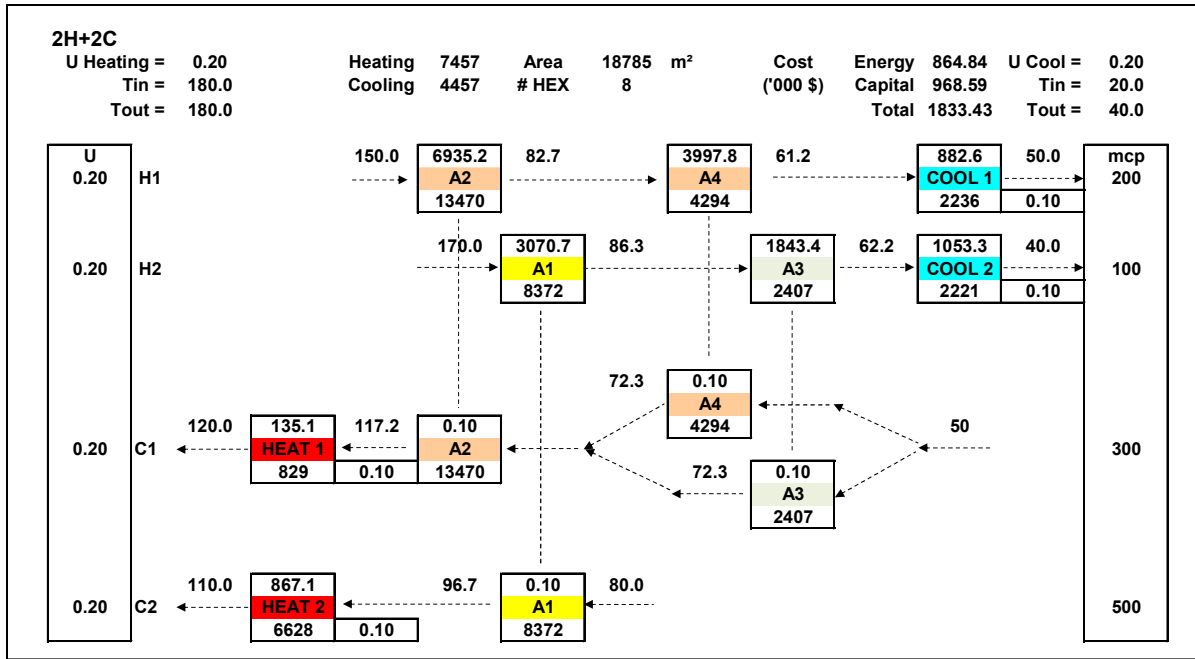 2H+2C
U Heating = 0.20 Heating 7457 Area 18785 m² Cost Energy 864.84 U Cool = 0.20
Tin = 180.0 Cooling 4457 # HEX 8 ('000 $) Capital 968.59 Tin = 20.0
Tout = 180.0 Total 1833.43 Tout = 40.0
U 150.0 6935.2 82.7 3997.8 61.2 882.6 50.0 mcp
0.20 H1 A2 A4 COOL 1 200
13470 4294 2236 0.10
170.0 3070.7 86.3 1843.4 62.2 1053.3 40.0
0.20 H2 A1 A3 COOL 2 100
8372 2407 2221 0.10
72.3 0.10
A4
4294
120.0 135.1 117.2 0.10 50
0.20 C1 HEAT 1 A2 300
829 0.10 13470
72.3 0.10
A3
2407
110.0 867.1 96.7 0.10 80.0
0.20 C2 HEAT 2 A1 500
6628 0.10 8372